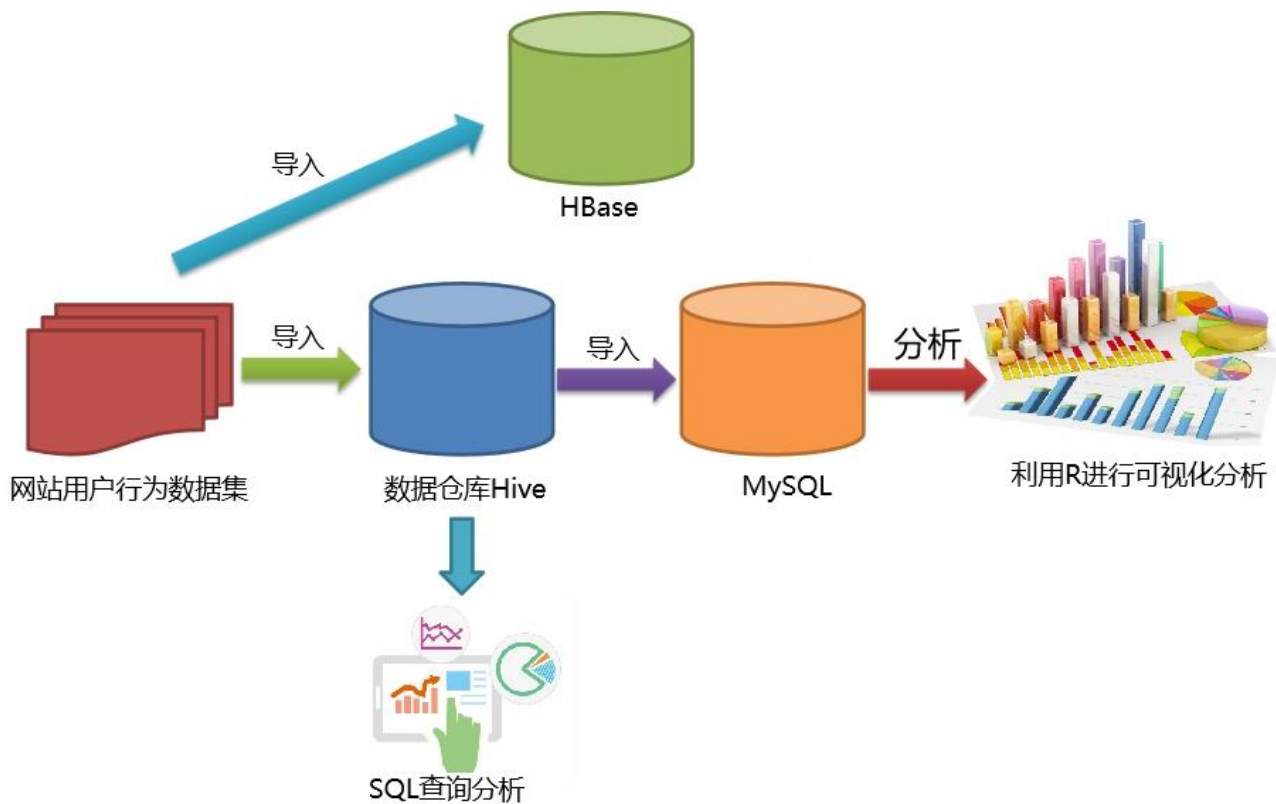 导入
HBase
导入
导入
分析
网站用户行为数据集
数据仓库Hive
MySQL
利用R进行可视化分析
SQL查询分析